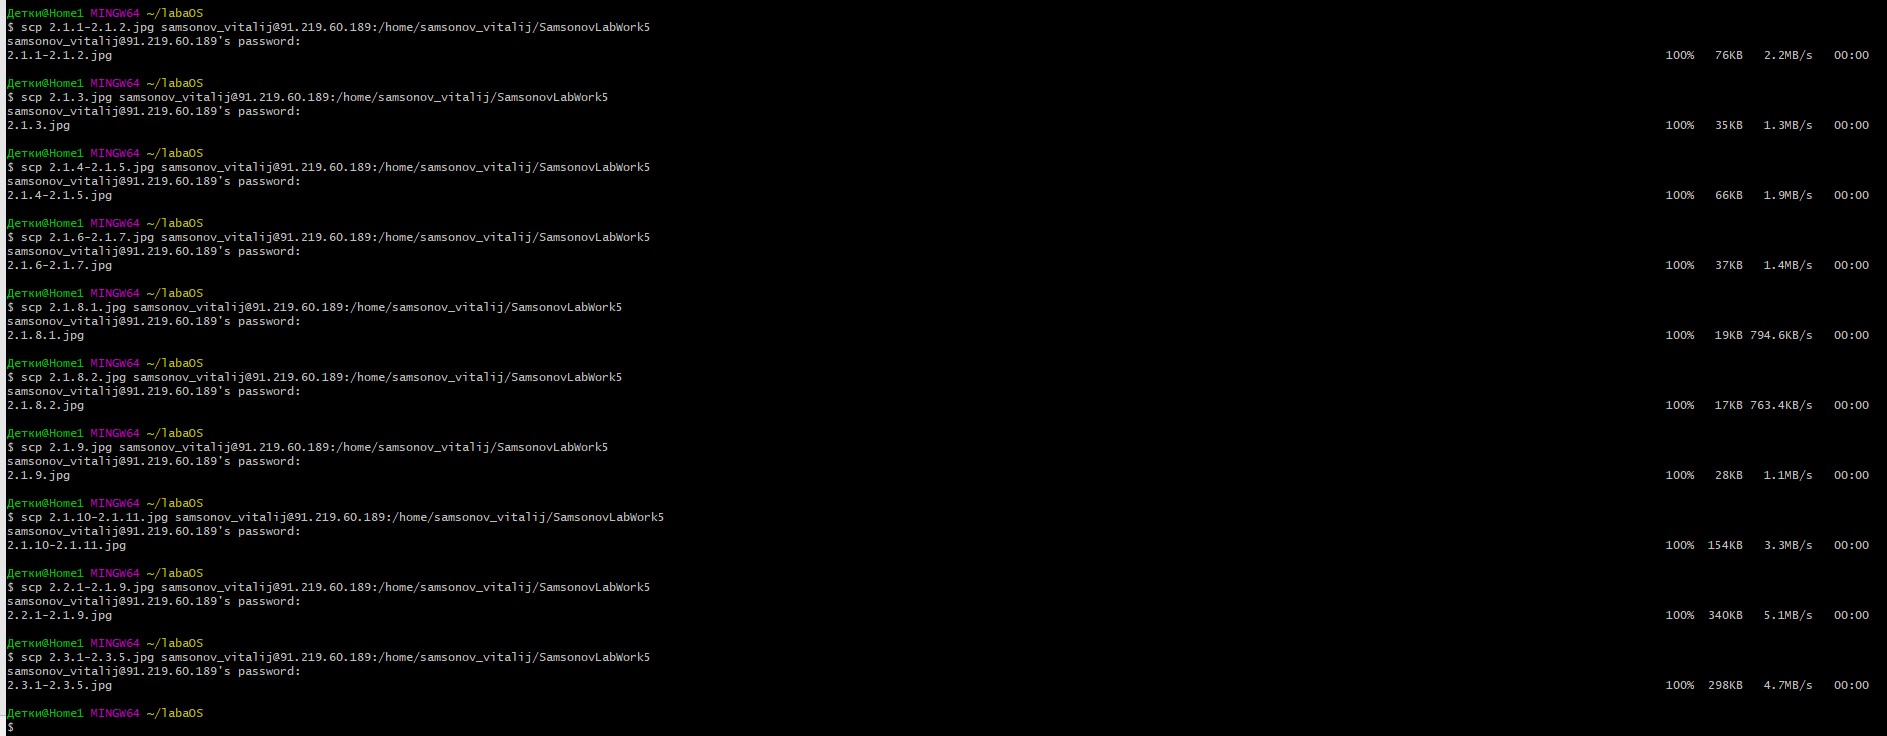 Детки@Home1 MINGW64 ~/labaOS
$ scp 2.1.1-2.1.2.jpg samsonov_vitalij@91.219.60.189:/home/samsonov_vitalij/SamsonovLabWork5
samsonov_vitalij@91.219.60.189's password:
2.1.1-2.1.2.jpg 100% 76KB 2.2MB/s 00:00
Детки@Home1 MINGW64 ~/labaOS
$ scp 2.1.3.jpg samsonov_vitalij@91.219.60.189:/home/samsonov_vitalij/SamsonovLabWork5
samsonov_vitalij@91.219.60.189's password:
2.1.3.jpg 100% 35KB 1.3MB/s 00:00
Детки@Home1 MINGW64 ~/labaOS
$ scp 2.1.4-2.1.5.jpg samsonov_vitalij@91.219.60.189:/home/samsonov_vitalij/SamsonovLabWork5
samsonov_vitalij@91.219.60.189's password:
2.1.4-2.1.5.jpg 100% 66KB 1.9MB/s 00:00
Детки@Home1 MINGW64 ~/labaOS
$ scp 2.1.6-2.1.7.jpg samsonov_vitalij@91.219.60.189:/home/samsonov_vitalij/SamsonovLabWork5
samsonov_vitalij@91.219.60.189's password:
2.1.6-2.1.7.jpg 100% 37KB 1.4MB/s 00:00
Детки@Home1 MINGW64 ~/labaOS
$ scp 2.1.8.1.jpg samsonov_vitalij@91.219.60.189:/home/samsonov_vitalij/SamsonovLabWork5
samsonov_vitalij@91.219.60.189's password:
2.1.8.1.jpg 100% 19KB 794.6KB/s 00:00
Детки@Home1 MINGW64 ~/labaOS
$ scp 2.1.8.2.jpg samsonov_vitalij@91.219.60.189:/home/samsonov_vitalij/SamsonovLabWork5
samsonov_vitalij@91.219.60.189's password:
2.1.8.2.jpg 100% 17KB 763.4KB/s 00:00
Детки@Home1 MINGW64 ~/labaOS
$ scp 2.1.9.jpg samsonov_vitalij@91.219.60.189:/home/samsonov_vitalij/SamsonovLabWork5
samsonov_vitalij@91.219.60.189's password:
2.1.9.jpg 100% 28KB 1.1MB/s 00:00
Детки@Home1 MINGW64 ~/labaOS
$ scp 2.1.10-2.1.11.jpg samsonov_vitalij@91.219.60.189:/home/samsonov_vitalij/SamsonovLabWork5
samsonov_vitalij@91.219.60.189's password:
2.1.10-2.1.11.jpg 100% 154KB 3.3MB/s 00:00
Детки@Home1 MINGW64 ~/labaOS
$ scp 2.2.1-2.1.9.jpg samsonov_vitalij@91.219.60.189:/home/samsonov_vitalij/SamsonovLabWork5
samsonov_vitalij@91.219.60.189's password:
2.2.1-2.1.9.jpg 100% 340KB 5.1MB/s 00:00
Детки@Home1 MINGW64 ~/labaOS
$ scp 2.3.1-2.3.5.jpg samsonov_vitalij@91.219.60.189:/home/samsonov_vitalij/SamsonovLabWork5
samsonov_vitalij@91.219.60.189's password:
2.3.1-2.3.5.jpg 100% 298KB 4.7MB/s 00:00
Детки@Home1 MINGW64 ~/labaOS
$